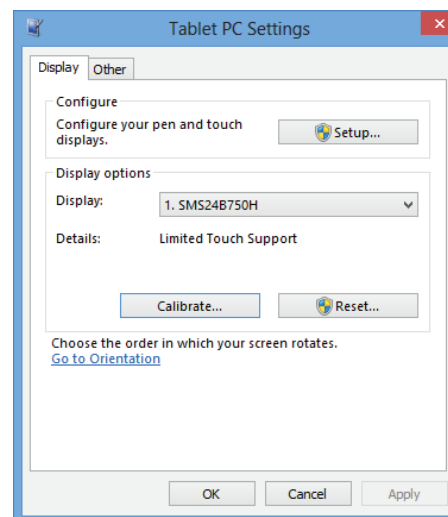 Tablet PC Settings
Display
Other
Configure
Configure your pen and touch
displays.
Setup...
Display options
Display:
1. SMS24B750H
Details:
Limited Touch Support
Calibrate...
Reset...
Choose the order in which your screen rotates.
Go to Orientation
OK
Cancel
Apply